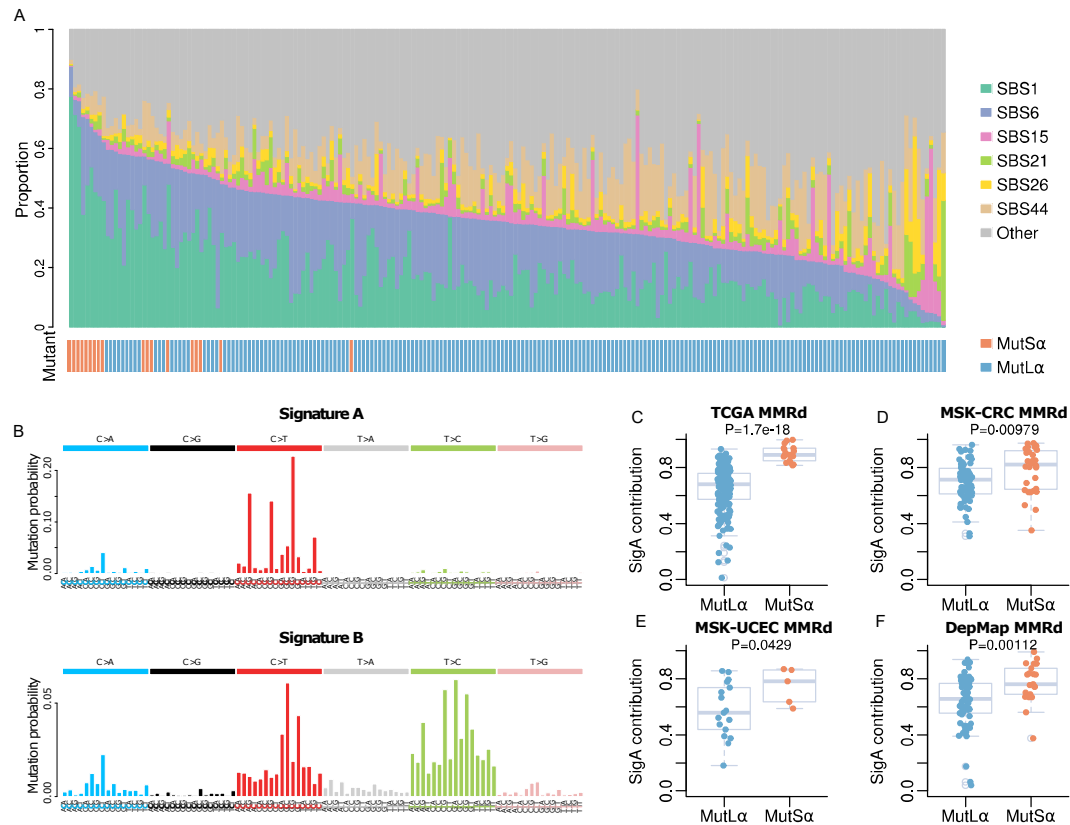 A
1
0.8
0.6
0.4
0.2
0
Proportion
Mutant
SBS1
SBS6
SBS15
SBS21
SBS26
SBS44
Other
MutSα
MutLα
B
Signature A
C>A C>G C>T T>A T>C T>G
Mutation probability
0.20
0.10
0.00
Signature B
C>A C>G C>T T>A T>C T>G
Mutation probability
0.05
0.00
C
TCGA MMRd
P=1.7e-18
SigA contribution
0.8
0.4
0.0
MutLα MutSα
D
MSK-CRC MMRd
P=0.00979
SigA contribution
0.8
0.4
0.0
MutLα MutSα
E
MSK-UCEC MMRd
P=0.0429
SigA contribution
0.8
0.4
0.0
MutLα MutSα
F
DepMap MMRd
P=0.00112
SigA contribution
0.8
0.4
0.0
MutLα MutSα